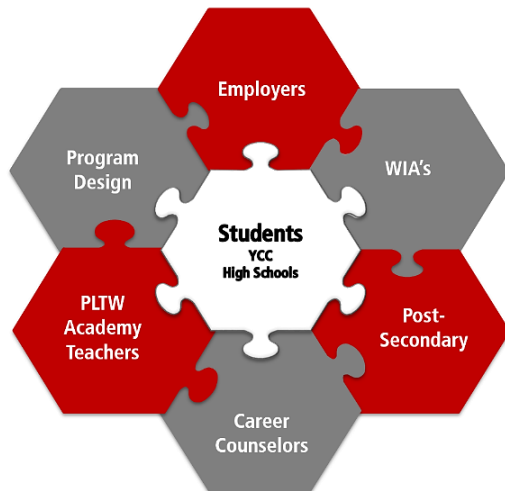 Employers
Program
Design
WIA's
Students
YCC
High Schools
PLTW
Academy
Teachers
Post-
Secondary
Career
Counselors